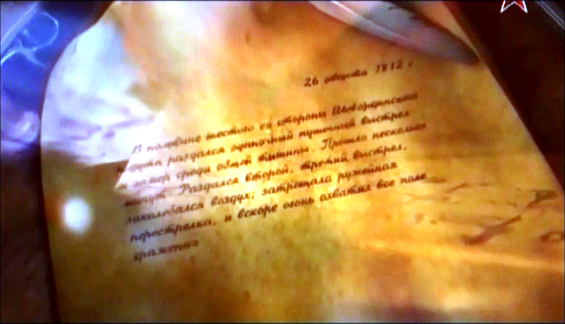 26 августа 1812 г
В половине шестого со стороны Шевардинского
редута раздался одиночный пушечный выстрел
и замер среди общей тишины. Прошло несколько
минут. Раздался второй, третий выстрел,
заколебался воздух; затрещала ружейная
перестрелка, и вскоре огонь охватил все поле
сражения